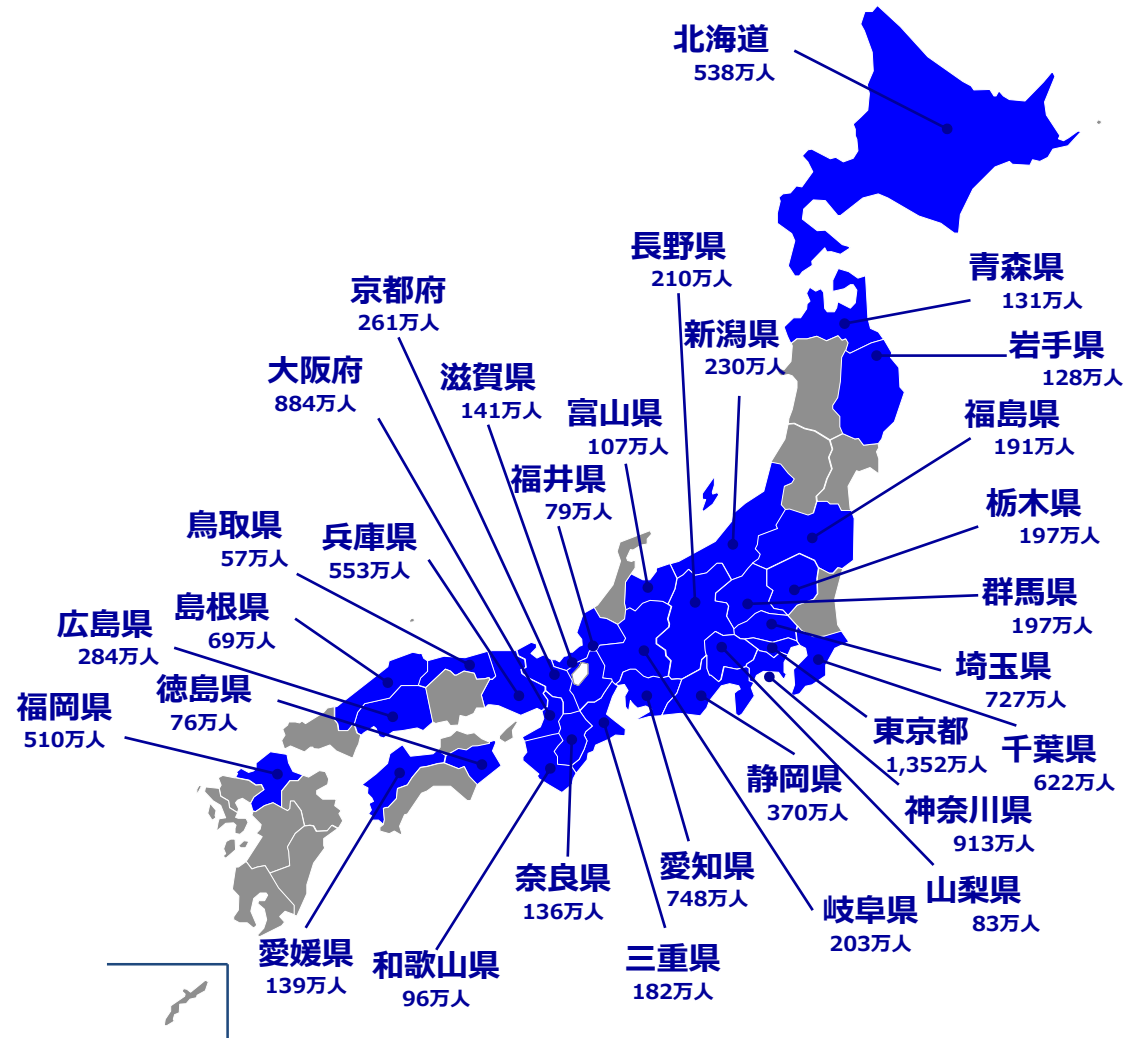 北海道
538万人
長野県
210万人
青森県
131万人
京都府
261万人
新潟県
230万人
岩手県
128万人
大阪府
884万人
滋賀県
141万人
富山県
107万人
福島県
191万人
福井県
79万人
栃木県
197万人
鳥取県
57万人
兵庫県
553万人
群馬県
197万人
島根県
69万人
広島県
284万人
埼玉県
727万人
徳島県
76万人
福岡県
510万人
東京都
1,352万人
千葉県
622万人
静岡県
370万人
神奈川県
913万人
愛知県
748万人
奈良県
136万人
山梨県
83万人
岐阜県
203万人
愛媛県
139万人
和歌山県
96万人
三重県
182万人